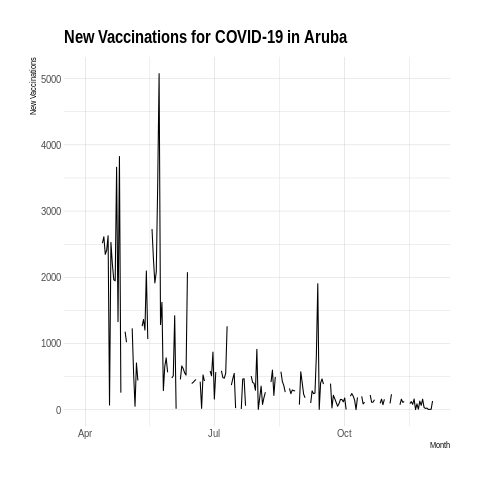 New Vaccinations for COVID-19 in Aruba
New Vaccinations
5000
4000
3000
2000
1000
0
Apr
Jul
Oct
Month